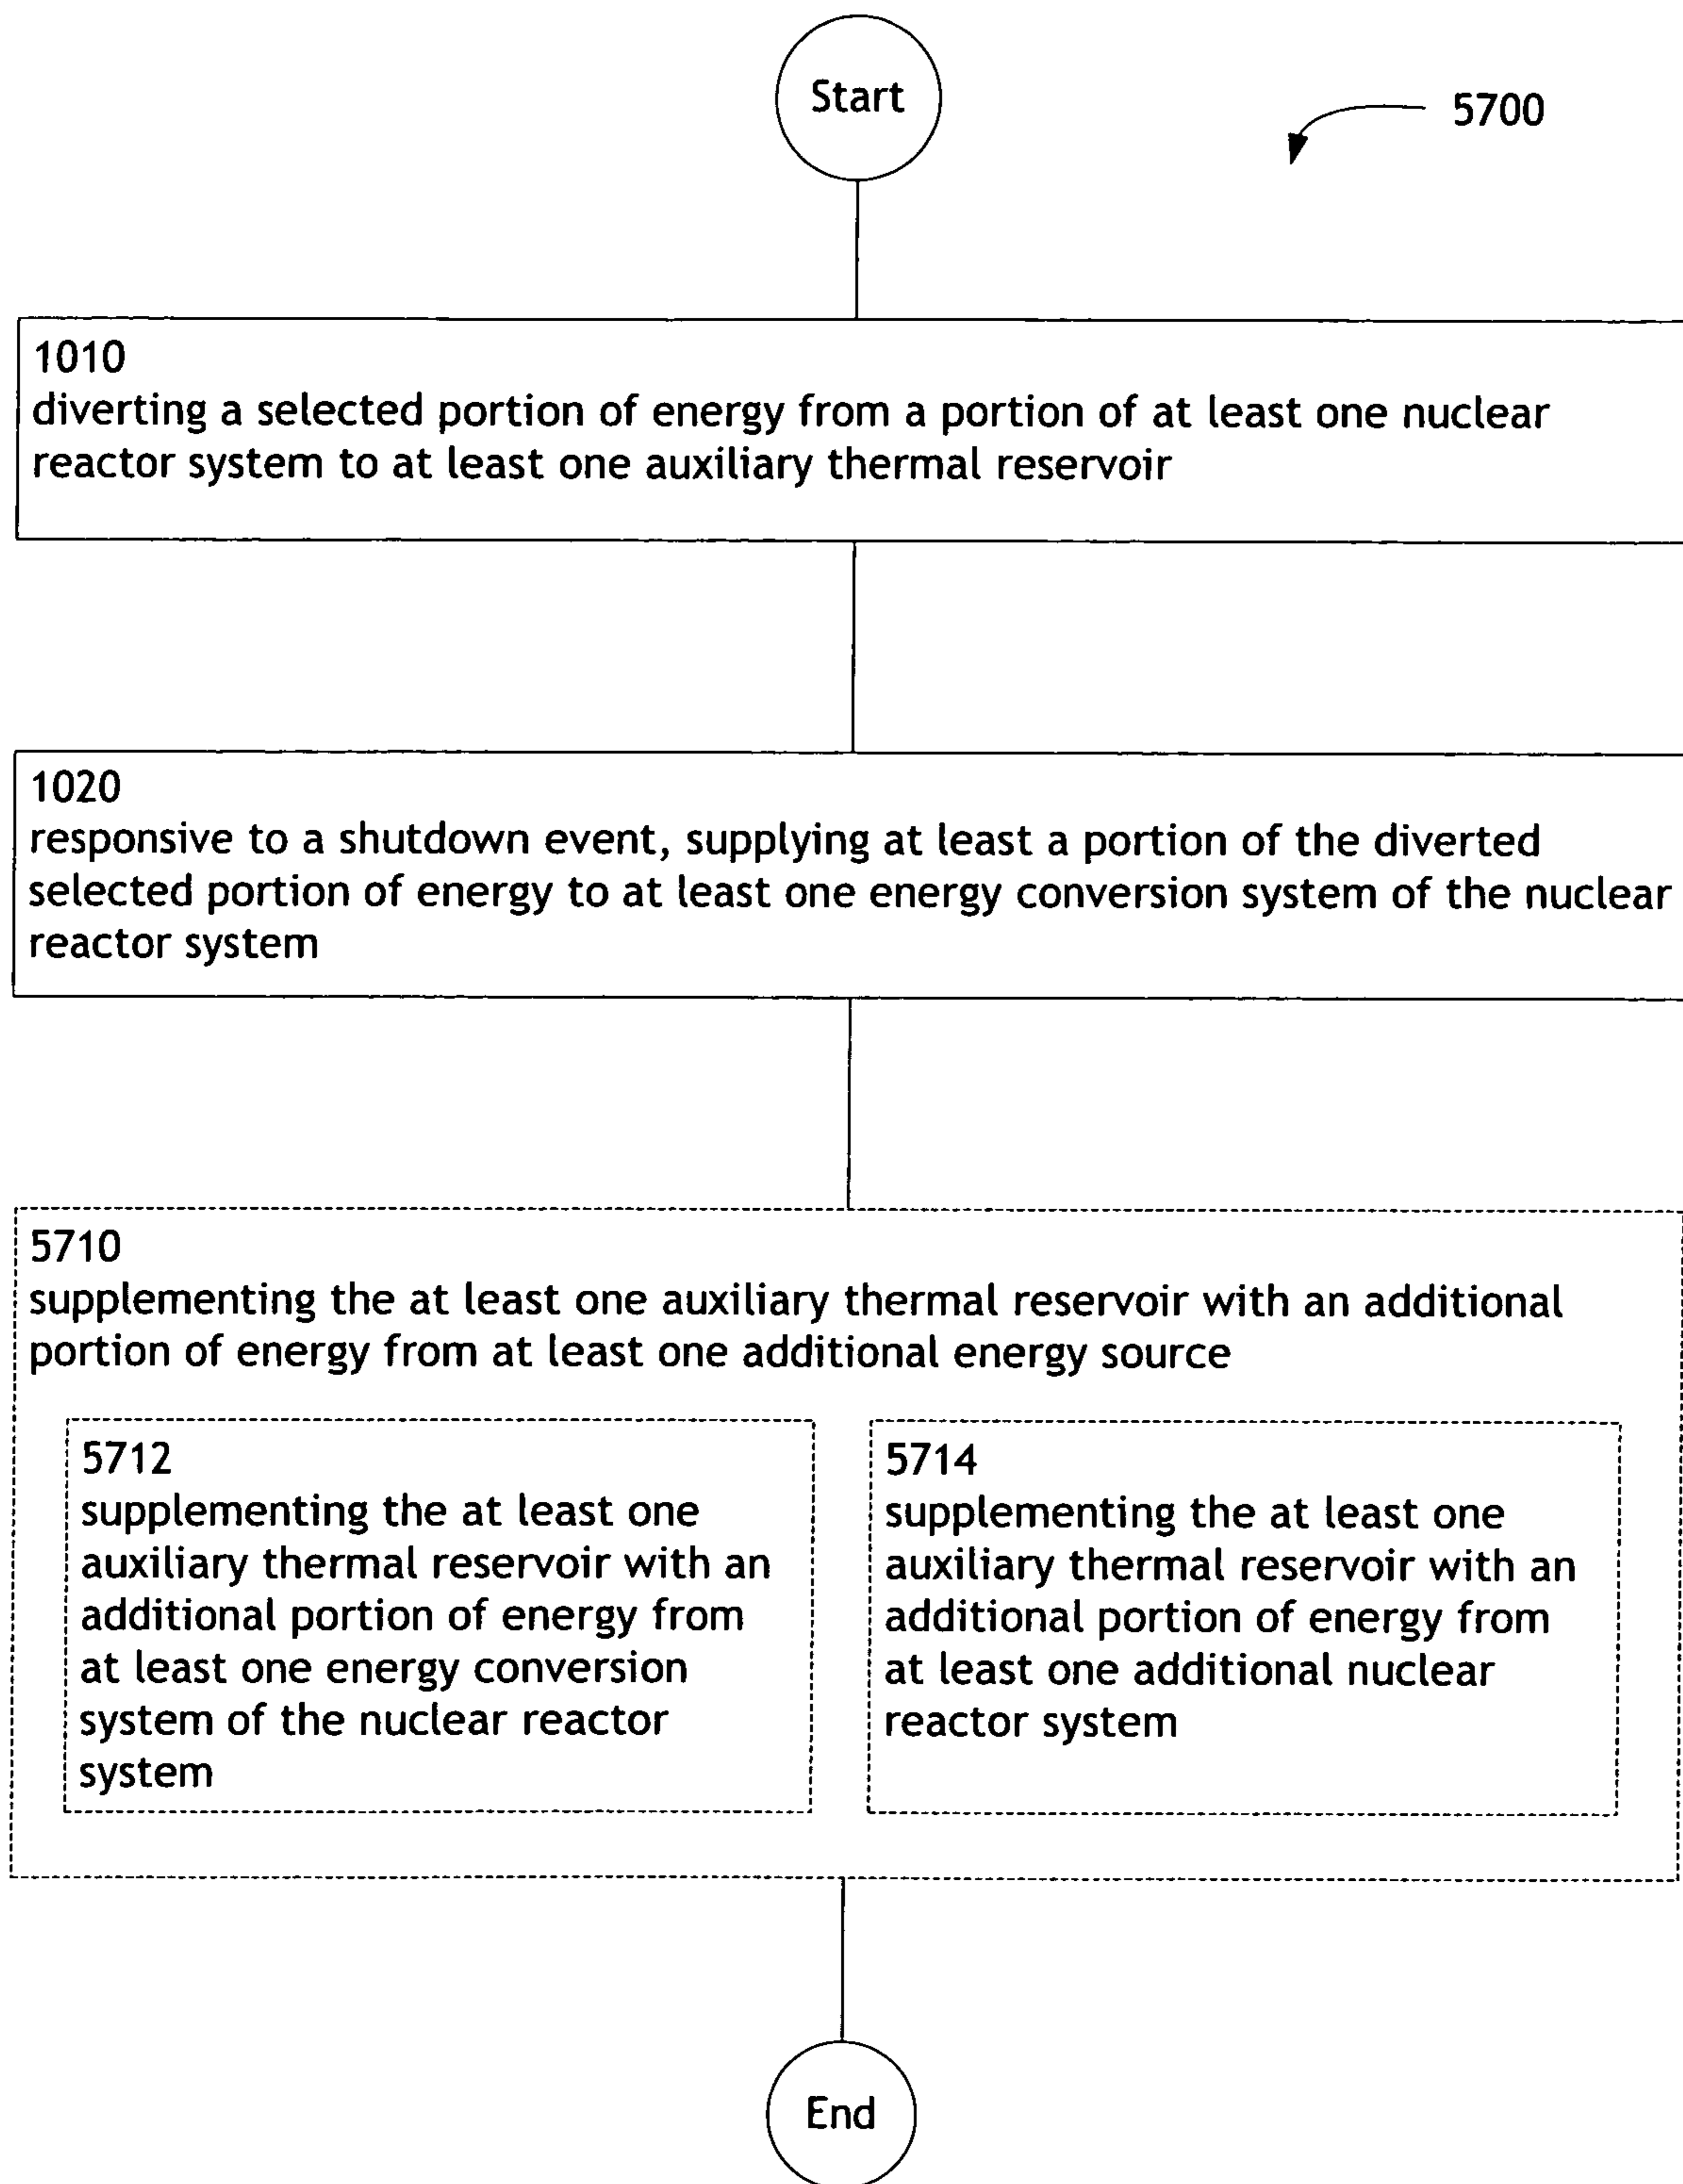 Start
5700
1010
diverting a selected portion of energy from a portion of at least one nuclear
reactor system to at least one auxiliary thermal reservoir
1020
responsive to a shutdown event, supplying at least a portion of the diverted
selected portion of energy to at least one energy conversion system of the nuclear
reactor system
5710
supplementing the at least one auxiliary thermal reservoir with an additional
portion of energy from at least one additional energy source
5712
supplementing the at least one
auxiliary thermal reservoir with an
additional portion of energy from
at least one energy conversion
system of the nuclear reactor
system
5714
supplementing the at least one
auxiliary thermal reservoir with an
additional portion of energy from
at least one additional nuclear
reactor system
End